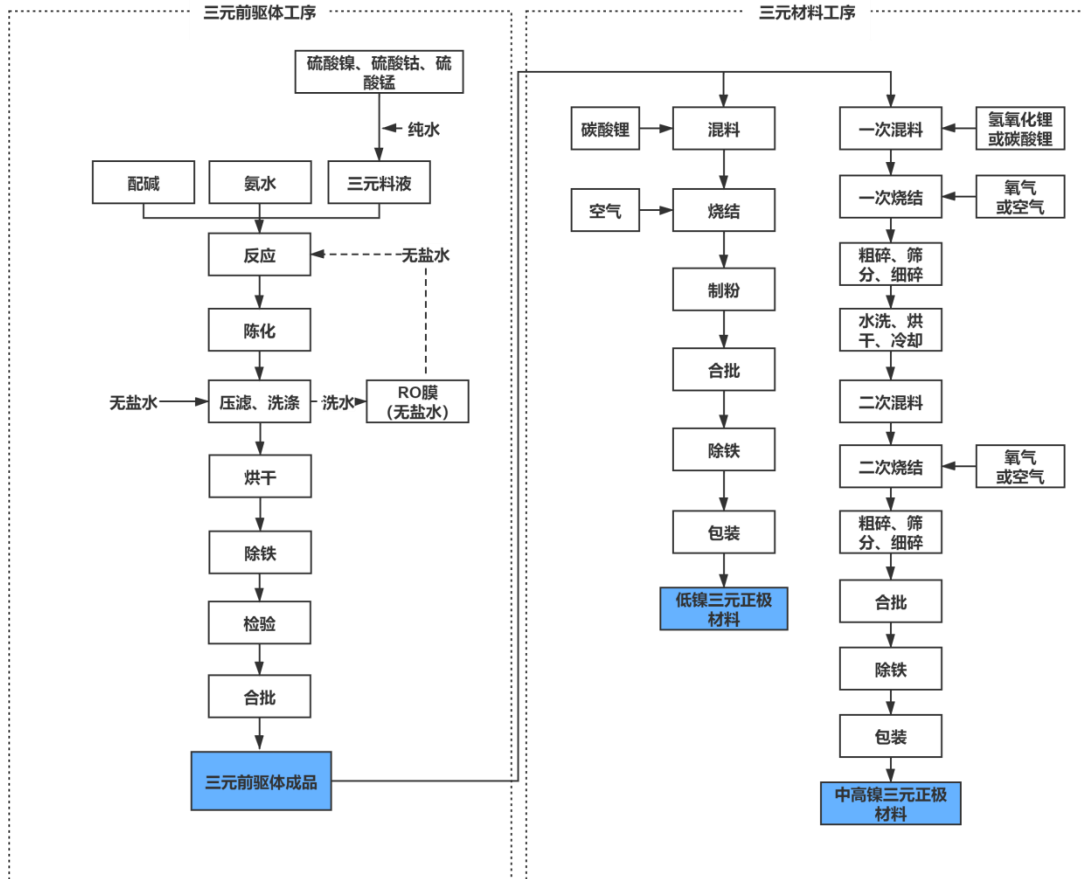 三元前驱体工序
硫酸镍、硫酸钴、硫
酸锰
纯水
配碱
氨水
三元料液
反应
无盐水
陈化
无盐水
压滤、洗涤
洗水
RO膜
（无盐水）
烘干
除铁
检验
合批
三元前驱体成品
三元材料工序
碳酸锂
混料
空气
烧结
制粉
合批
除铁
包装
低镍三元正极
材料
一次混料
氢氧化锂
或碳酸锂
一次烧结
氧气
或空气
粗碎、筛
分、细碎
水洗、烘
干、冷却
二次混料
二次烧结
氧气
或空气
粗碎、筛
分、细碎
合批
除铁
包装
中高镍三元正极
材料